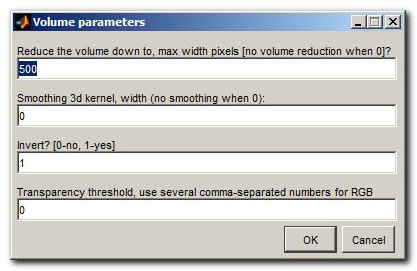 Volume parameters
Reduce the volume down to, max width pixels [no volume reduction when 0]?
500
Smoothing 3d kernel, width (no smoothing when 0):
0
Invert? [0-no, 1-yes]
1
Transparency threshold, use several comma-separated numbers for RGB
0
OK Cancel